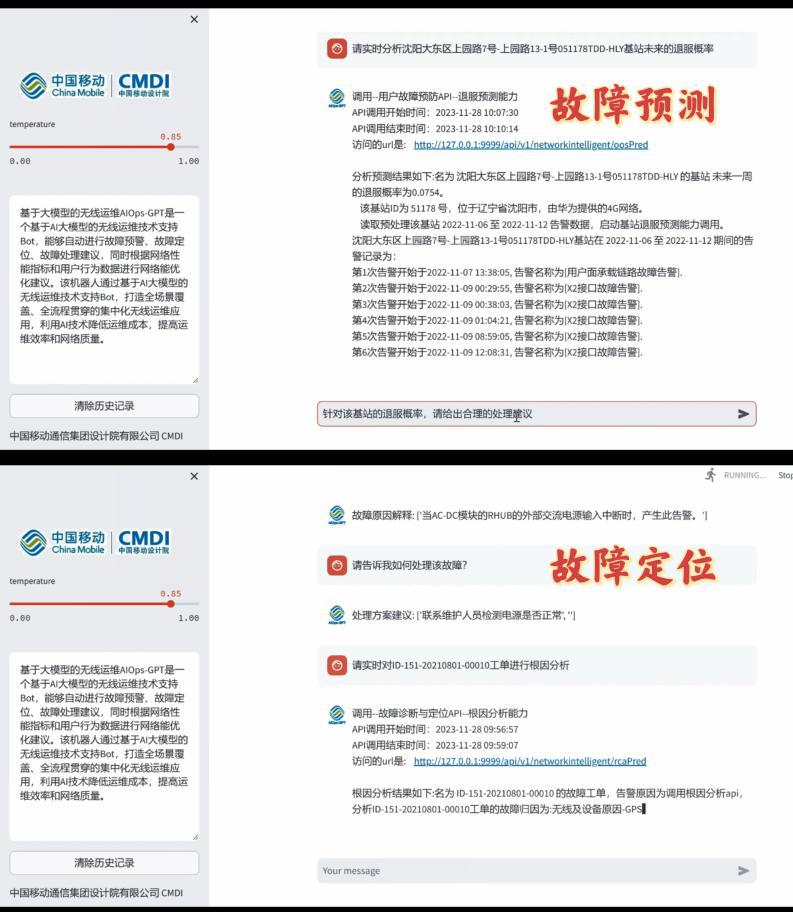 ×
中国移动
China Mobile
CMDI
中国移动设计院
temperature
0.85
0.00
1.00
基于大模型的无线运维AIOps-GPT是一
个基于AI大模型的无线运维技术支持
Bot，能够自动进行故障预警、故障定
位、故障处理建议，同时根据网络性
能指标和用户行为数据进行网络能优
化建议。该机器人通过基于AI大模型的
无线运维技术支持Bot，打造全场景覆
盖、全流程贯穿的集中化无线运维应
用，利用AI技术降低运维成本，提高运
维效率和网络质量。
清除历史记录
中国移动通信集团设计院有限公司 CMDI
请实时分析沈阳大东区上园路7号-上园路13-1号051178TDD-HLY基站未来的退服概率
AIOps-GPT
调用--用户故障预防API--退服预测能力
API调用开始时间：2023-11-28 10:07:30
API调用结束时间：2023-11-28 10:10:14
访问的url是： http://127.0.0.1:9999/api/v1/networkintelligent/oosPred
故障预测
分析预测结果如下:名为 沈阳大东区上园路7号-上园路13-1号051178TDD-HLY 的基站 未来一周
的退服概率为0.0754。
该基站ID为 51178 号，位于辽宁省沈阳市，由华为提供的4G网络。
读取预处理该基站 2022-11-06 至 2022-11-12 告警数据，启动基站退服预测能力调用。
沈阳大东区上园路7号-上园路13-1号051178TDD-HLY基站在 2022-11-06 至 2022-11-12 期间的告
警记录为：
第1次告警开始于2022-11-07 13:38:05, 告警名称为[用户面承载链路故障告警].
第2次告警开始于2022-11-09 00:29:55, 告警名称为[X2接口故障告警].
第3次告警开始于2022-11-09 00:38:03, 告警名称为[X2接口故障告警].
第4次告警开始于2022-11-09 01:04:21, 告警名称为[X2接口故障告警].
第5次告警开始于2022-11-09 08:59:05, 告警名称为[X2接口故障告警].
第6次告警开始于2022-11-09 12:08:31, 告警名称为[X2接口故障告警].
针对该基站的退服概率，请给出合理的处理建议
×
中国移动
China Mobile
CMDI
中国移动设计院
temperature
0.85
0.00
1.00
基于大模型的无线运维AIOps-GPT是一
个基于AI大模型的无线运维技术支持
Bot，能够自动进行故障预警、故障定
位、故障处理建议，同时根据网络性
能指标和用户行为数据进行网络能优
化建议。该机器人通过基于AI大模型的
无线运维技术支持Bot，打造全场景覆
盖、全流程贯穿的集中化无线运维应
用，利用AI技术降低运维成本，提高运
维效率和网络质量。
清除历史记录
中国移动通信集团设计院有限公司 CMDI
RUNNING...
Stop
AIOps-GPT
故障原因解释: ['当AC-DC模块的RHUB的外部交流电源输入中断时，产生此告警。']
请告诉我如何处理该故障?
故障定位
AIOps-GPT
处理方案建议: ['联系维护人员检测电源是否正常', '']
请实时对ID-151-20210801-00010工单进行根因分析
AIOps-GPT
调用--故障诊断与定位API--根因分析能力
API调用开始时间：2023-11-28 09:56:57
API调用结束时间：2023-11-28 09:59:07
访问的url是： http://127.0.0.1:9999/api/v1/networkintelligent/rcaPred
根因分析结果如下:名为 ID-151-20210801-00010 的故障工单，告警原因为调用根因分析api，
分析ID-151-20210801-00010工单的故障归因为:无线及设备原因-GPS
Your message